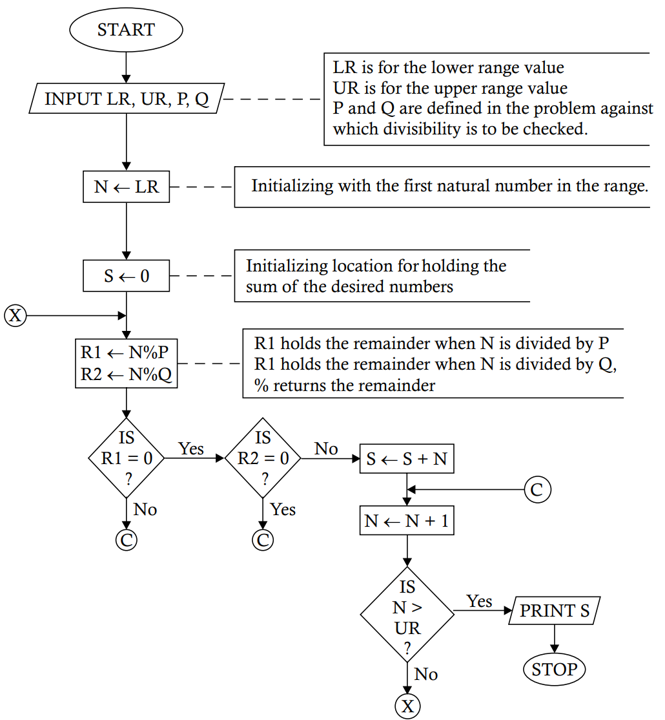 START
INPUT LR, UR, P, Q
LR is for the lower range value
UR is for the upper range value
P and Q are defined in the problem against
which divisibility is to be checked.
N ← LR
Initializing with the first natural number in the range.
S ← 0
Initializing location for holding the
sum of the desired numbers
X
R1 ← N%P
R2 ← N%Q
R1 holds the remainder when N is divided by P
R1 holds the remainder when N is divided by Q,
% returns the remainder
IS
R1 = 0
?
Yes
No
C
IS
R2 = 0
?
No
Yes
C
S ← S + N
C
N ← N + 1
IS
N >
UR
?
Yes
PRINT S
STOP
No
X